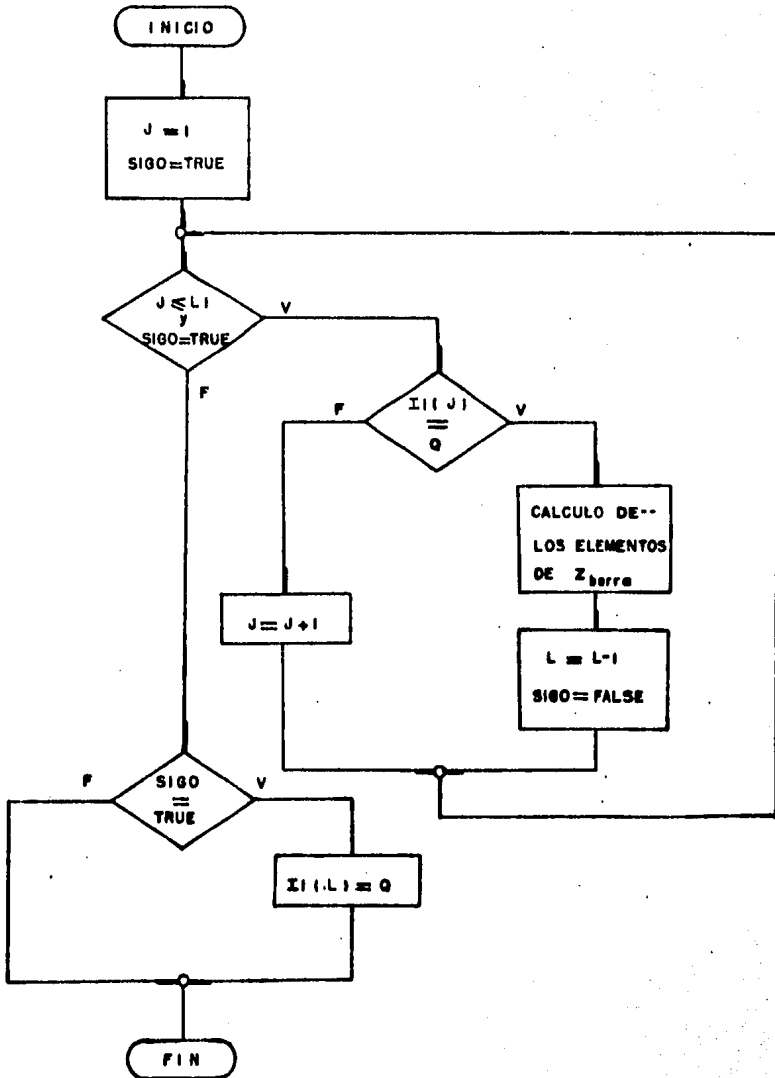 INICIO
J = 1
SIGO=TRUE
J ≤ L1
y
SIGO=TRUE
V
F
I1(J)
=
Q
F
V
CALCULO DE--
LOS ELEMENTOS
DE Z barra
J = J+1
L = L-1
SIGO=FALSE
SIGO
=
TRUE
F
V
I1(.L) = Q
FIN